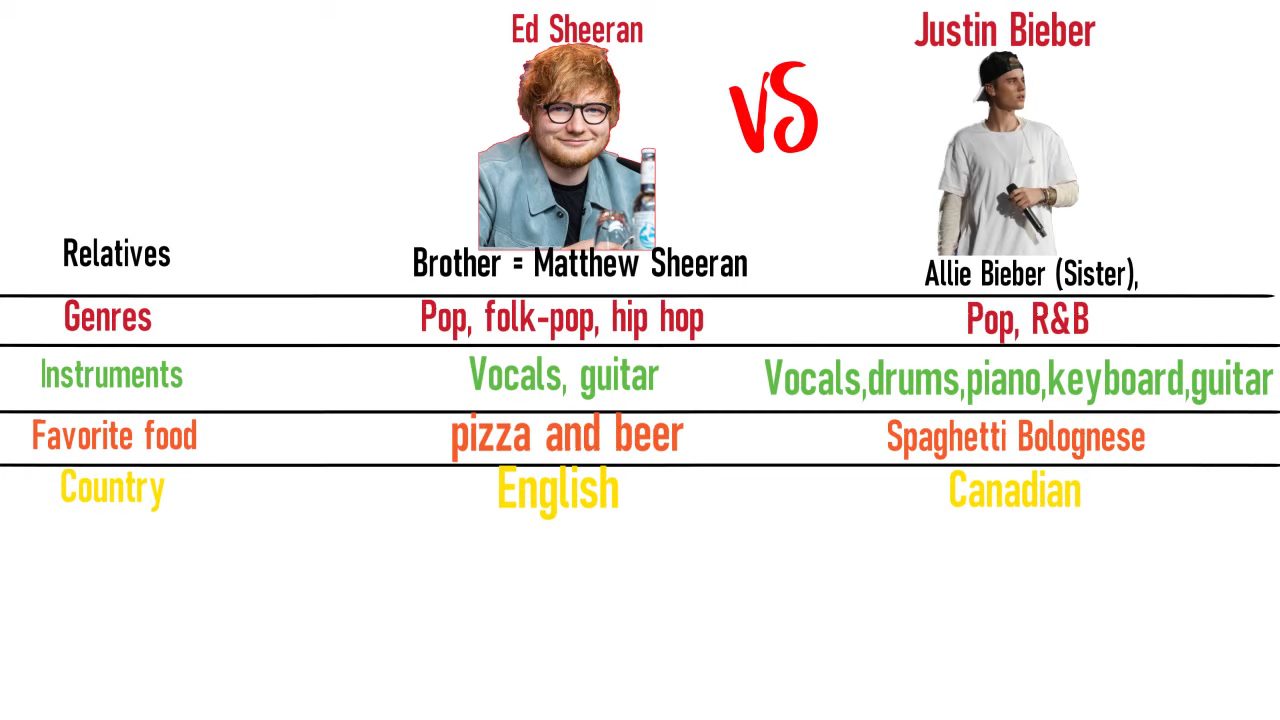 Ed Sheeran
VS
Justin Bieber
Relatives
Brother = Matthew Sheeran
Allie Bieber (Sister),
Genres
Pop, folk-pop, hip hop
Pop, R&B
Instruments
Vocals, guitar
Vocals,drums,piano,keyboard,guitar
Favorite food
pizza and beer
Spaghetti Bolognese
Country
English
Canadian